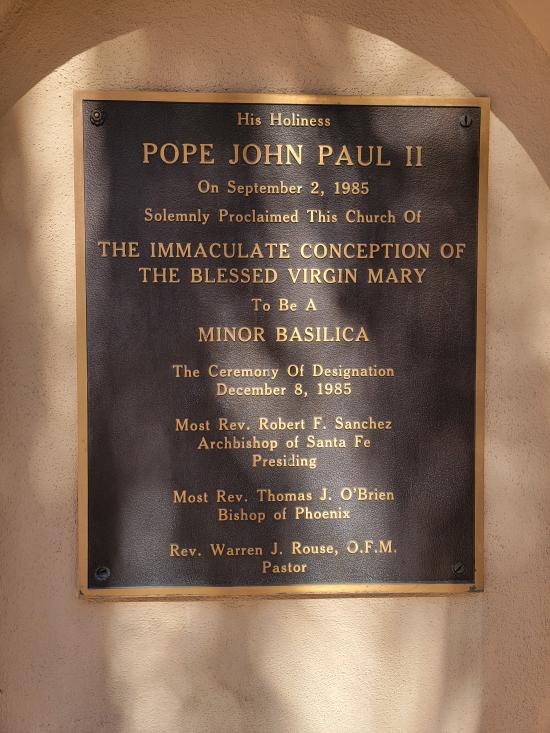 His Holiness
POPE JOHN PAUL II
On September 2, 1985
Solemnly Proclaimed This Church Of
THE IMMACULATE CONCEPTION OF
THE BLESSED VIRGIN MARY
To Be A
MINOR BASILICA
The Ceremony Of Designation
December 8, 1985
Most Rev. Robert F. Sanchez
Archbishop of Santa Fe
Presiding
Most Rev. Thomas J. O'Brien
Bishop of Phoenix
Rev. Warren J. Rouse, O.F.M.
Pastor